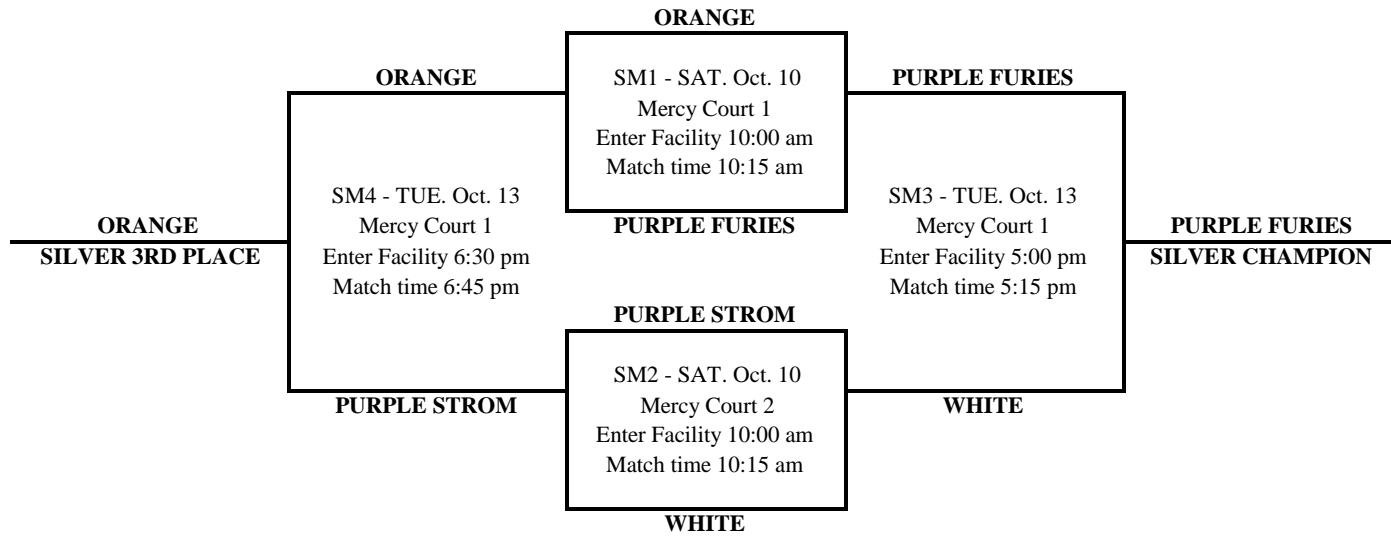 ORANGE
ORANGE
SM1 - SAT. Oct. 10
Mercy Court 1
Enter Facility 10:00 am
Match time 10:15 am
PURPLE FURIES
PURPLE FURIES
SM4 - TUE. Oct. 13
Mercy Court 1
Enter Facility 6:30 pm
Match time 6:45 pm
SM3 - TUE. Oct. 13
Mercy Court 1
Enter Facility 5:00 pm
Match time 5:15 pm
ORANGE
SILVER 3RD PLACE
PURPLE FURIES
SILVER CHAMPION
PURPLE STROM
PURPLE STROM
SM2 - SAT. Oct. 10
Mercy Court 2
Enter Facility 10:00 am
Match time 10:15 am
WHITE
WHITE